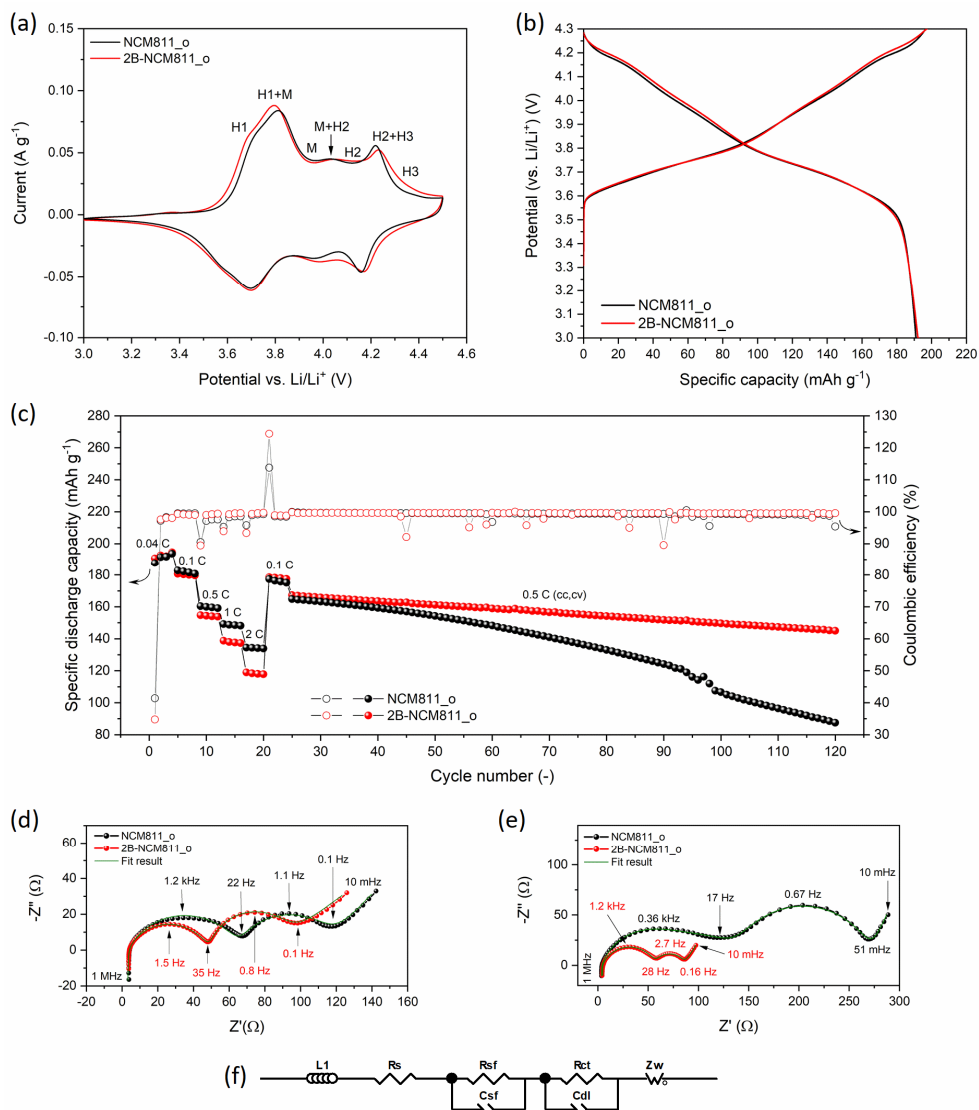 (a)
0.15
0.10
0.05
0.00
-0.05
-0.10
Current (A g⁻¹)
NCM811_o
2B-NCM811_o
H1+M
H1
M
M+H2
H2
H2+H3
H3
3.0 3.2 3.4 3.6 3.8 4.0 4.2 4.4 4.6
Potential vs. Li/Li⁺ (V)
(b)
4.3
4.2
4.1
4.0
3.9
3.8
3.7
3.6
3.5
3.4
3.3
3.2
3.1
3.0
Potential (vs. Li/Li⁺) (V)
NCM811_o
2B-NCM811_o
0 20 40 60 80 100 120 140 160 180 200 220
Specific capacity (mAh g⁻¹)
(c)
280
260
240
220
200
180
160
140
120
100
80
Specific discharge capacity (mAh g⁻¹)
0.04 C
0.1 C
0.5 C
1 C
2 C
0.1 C
0.5 C (cc,cv)
NCM811_o
2B-NCM811_o
130
120
110
100
90
80
70
60
50
40
30
Coulombic efficiency (%)
0 10 20 30 40 50 60 70 80 90 100 110 120
Cycle number (-)
(d)
60
40
20
0
-20
-Z'' (Ω)
NCM811_o
2B-NCM811_o
Fit result
1.2 kHz
22 Hz
1.1 Hz
0.1 Hz
10 mHz
1 MHz
1.5 Hz
35 Hz
0.8 Hz
0.1 Hz
0 20 40 60 80 100 120 140 160
Z'(Ω)
(e)
100
50
0
-50
-Z'' (Ω)
NCM811_o
2B-NCM811_o
Fit result
1.2 kHz
0.36 kHz
17 Hz
0.67 Hz
10 mHz
51 mHz
2.7 Hz
28 Hz
0.16 Hz
10 mHz
1 MHz
0 50 100 150 200 250 300
Z' (Ω)
(f)
L1 Rs Rsf Rct Zw
Csf Cdl